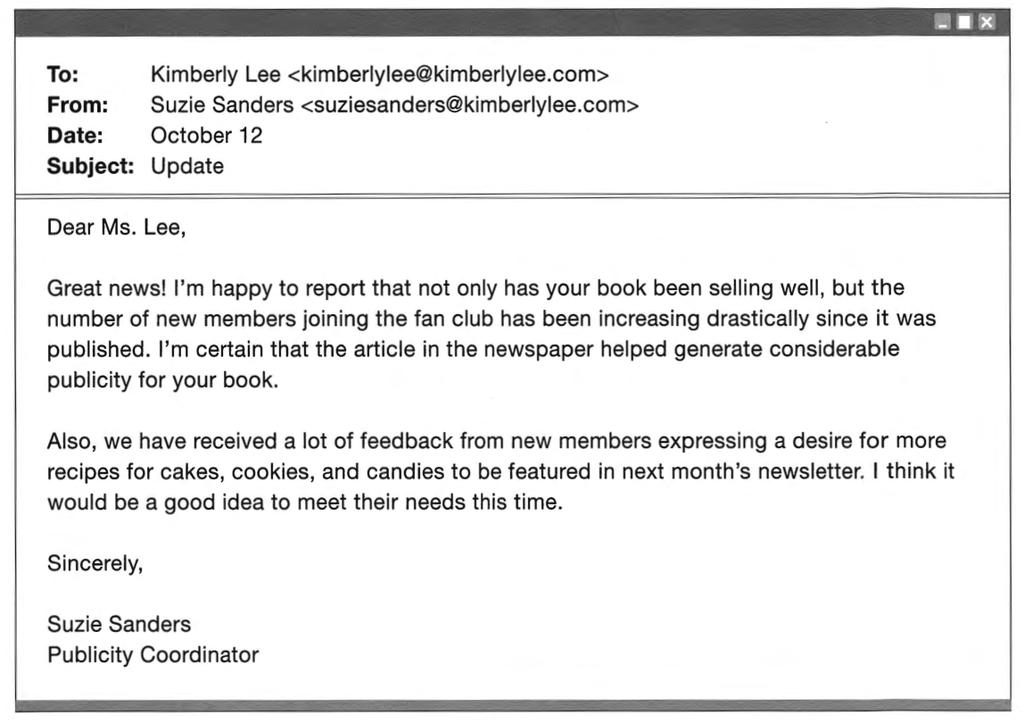 To: Kimberly Lee <kimberlylee@kimberlylee.com>
From: Suzie Sanders <suziesanders@kimberlylee.com>
Date: October 12
Subject: Update
Dear Ms. Lee,
Great news! I'm happy to report that not only has your book been selling well, but the
number of new members joining the fan club has been increasing drastically since it was
published. I'm certain that the article in the newspaper helped generate considerable
publicity for your book.
Also, we have received a lot of feedback from new members expressing a desire for more
recipes for cakes, cookies, and candies to be featured in next month's newsletter. I think it
would be a good idea to meet their needs this time.
Sincerely,
Suzie Sanders
Publicity Coordinator